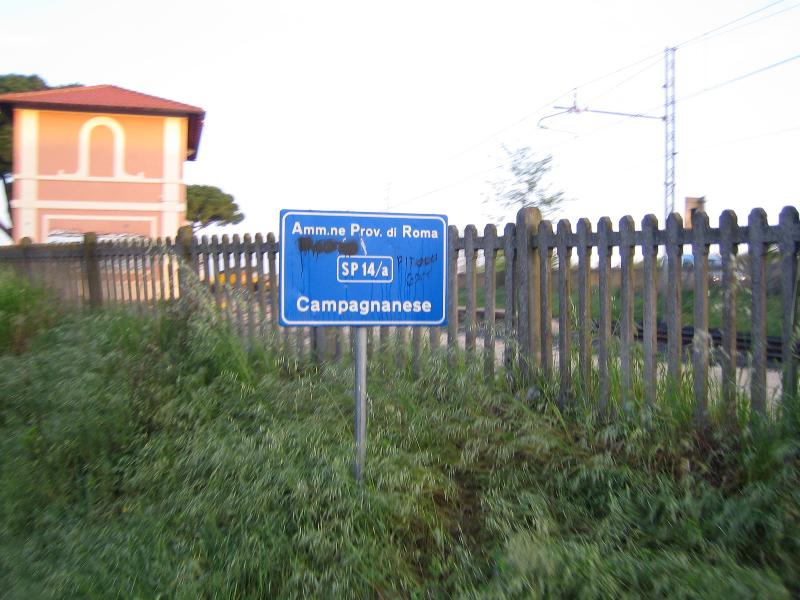 Amm.ne Prov. di Roma
SP 14/a
Campagnanese